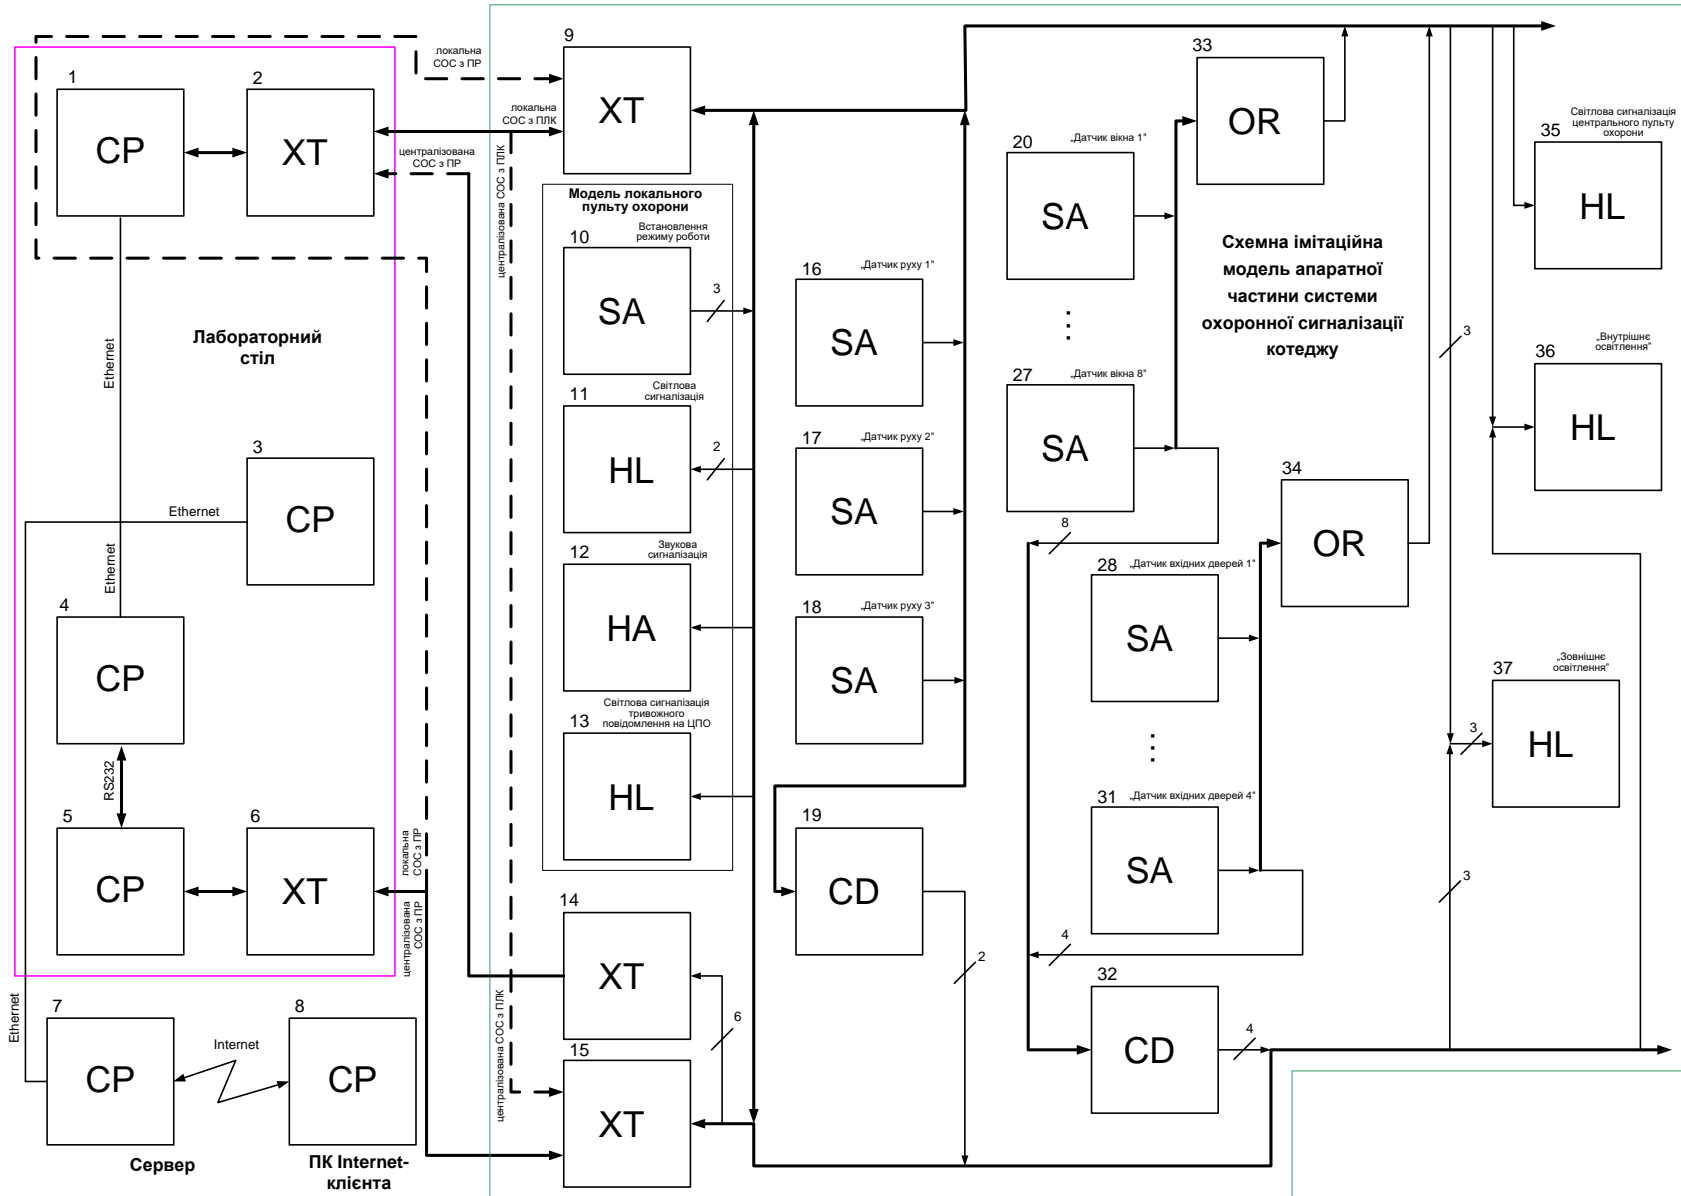 1
CP
2
XT
Лабораторний
стіл
Ethernet
3
CP
Ethernet
Ethernet
4
CP
RS232
5
CP
6
XT
локальна
СОС з ПР
централізована
СОС з ПР
Ethernet
7
CP
Сервер
Internet
8
CP
ПК Internet-
клієнта
локальна
СОС з ПР
локальна
СОС з ПЛК
централізована
СОС з ПР
централізована СОС з ПЛК
централізована СОС з ПЛК
9
XT
Модель локального
пульту охорони
10
Встановлення
режиму роботи
SA
3
11
Світлова
сигналізація
HL
2
12
Звукова
сигналізація
HA
13
Світлова сигналізація
тривожного
повідомлення на ЦПО
HL
14
XT
6
15
XT
16
„Датчик руху 1"
SA
17
„Датчик руху 2"
SA
18
„Датчик руху 3"
SA
19
CD
2
20
„Датчик вікна 1"
SA
...
27
„Датчик вікна 8"
SA
8
28
„Датчик вхідних дверей 1"
SA
...
31
„Датчик вхідних дверей 4"
SA
4
32
CD
4
33
OR
Схемна імітаційна
модель апаратної
частини системи
охоронної сигналізації
котеджу
34
OR
3
3
3
Світлова сигналізація
центрального пульту
охорони
35
HL
„Внутрішнє
освітлення"
36
HL
„Зовнішнє
освітлення"
37
HL